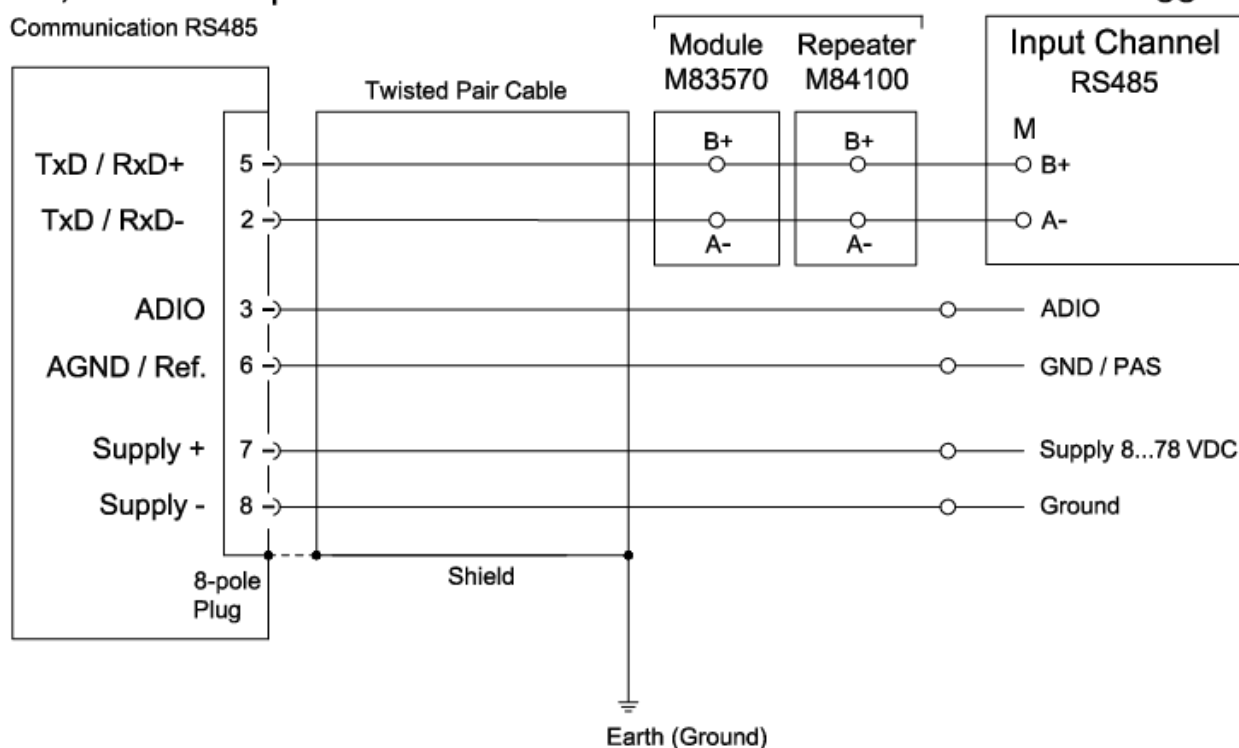 Communication RS485
Module
M83570
Repeater
M84100
Input Channel
RS485
Twisted Pair Cable
B+
B+
M
TxD / RxD+ 5 B+
TxD / RxD- 2 A-
A-
A-
ADIO 3 ADIO
AGND / Ref. 6 GND / PAS
Supply + 7 Supply 8...78 VDC
Supply - 8 Ground
8-pole
Plug
Shield
Earth (Ground)